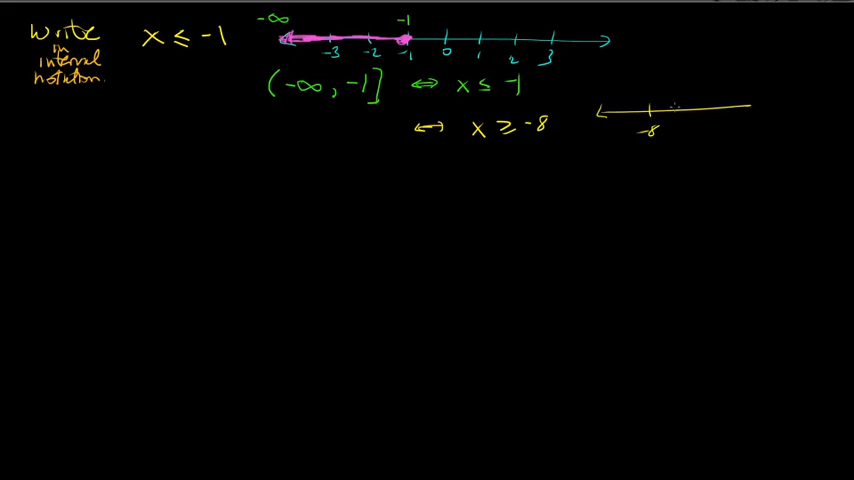 Write
in
interval
notation.
x ≤ -1
-∞ -1
-3 -2 -1 0 1 2 3
(-∞, -1] ↔ x ≤ -1
↔ x ≥ -8
-8